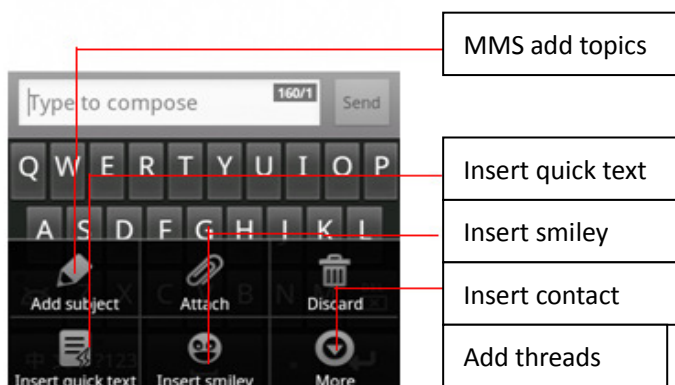 MMS add topics
Type to compose
160/1
Send
Q W E R T Y U I O P
Insert quick text
A S D F G H J K L
Insert smiley
X C B N
Add subject Attach Discard
Insert contact
123
Add threads
Insert quick text Insert smiley More